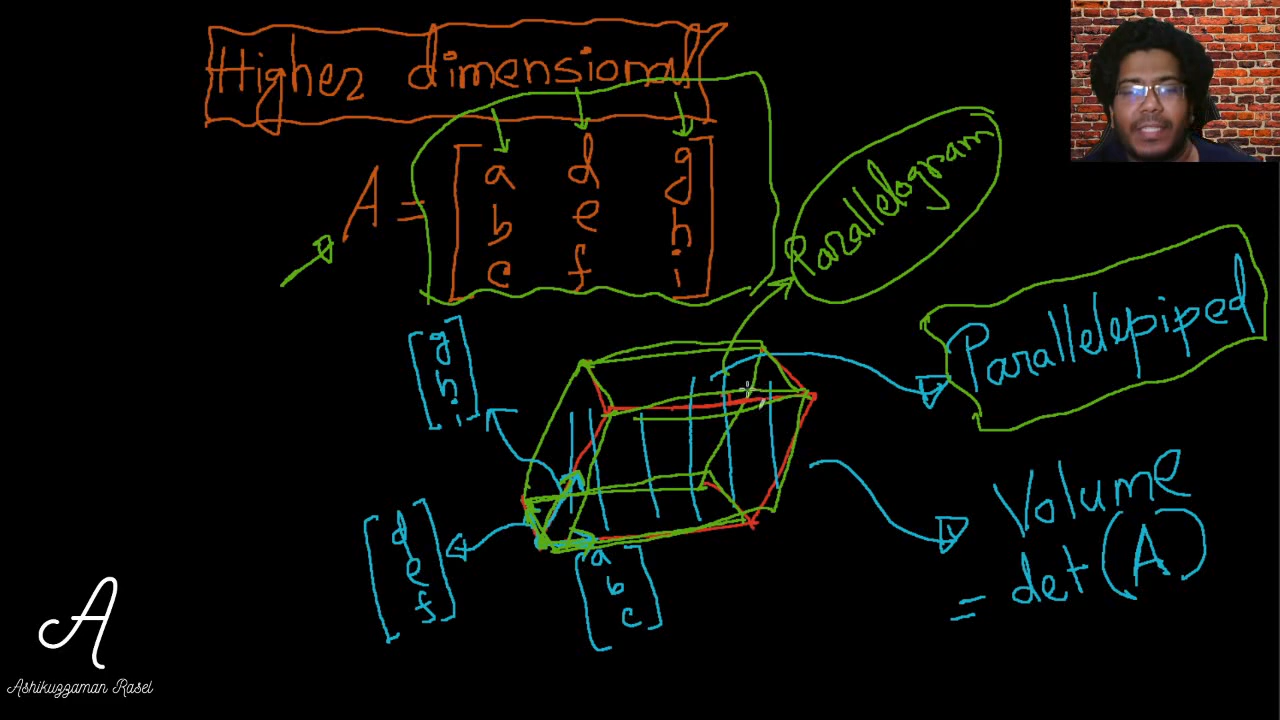 Higher dimensional
A = [ a d g
b e h
c f i ]
Parallelogram
Parallelepiped
[ g
h
i ]
[ d
e
f ]
[ a
b
c ]
Volume
= det (A)
A
Ashikuzzaman Rasel